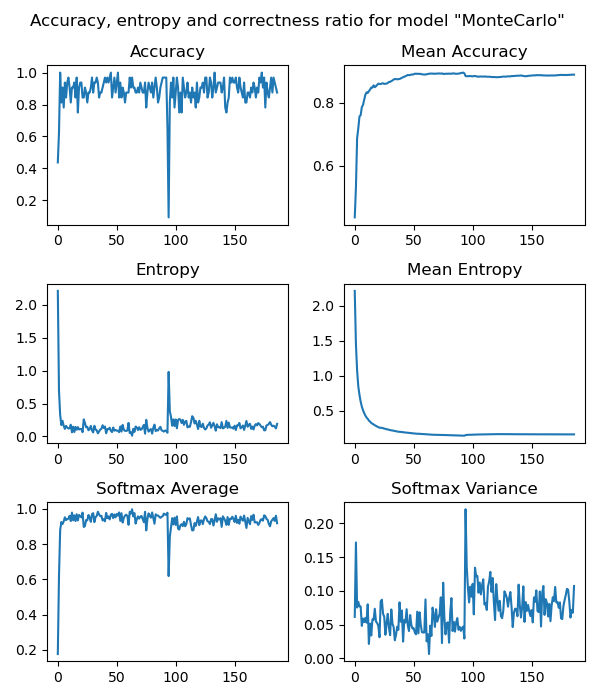 Accuracy, entropy and correctness ratio for model "MonteCarlo"
Accuracy
1.0
0.8
0.6
0.4
0.2
0 50 100 150
Mean Accuracy
0.8
0.6
0 50 100 150
Entropy
2.0
1.5
1.0
0.5
0.0
0 50 100 150
Mean Entropy
2.0
1.5
1.0
0.5
0 50 100 150
Softmax Average
1.0
0.8
0.6
0.4
0.2
0 50 100 150
Softmax Variance
0.20
0.15
0.10
0.05
0.00
0 50 100 150